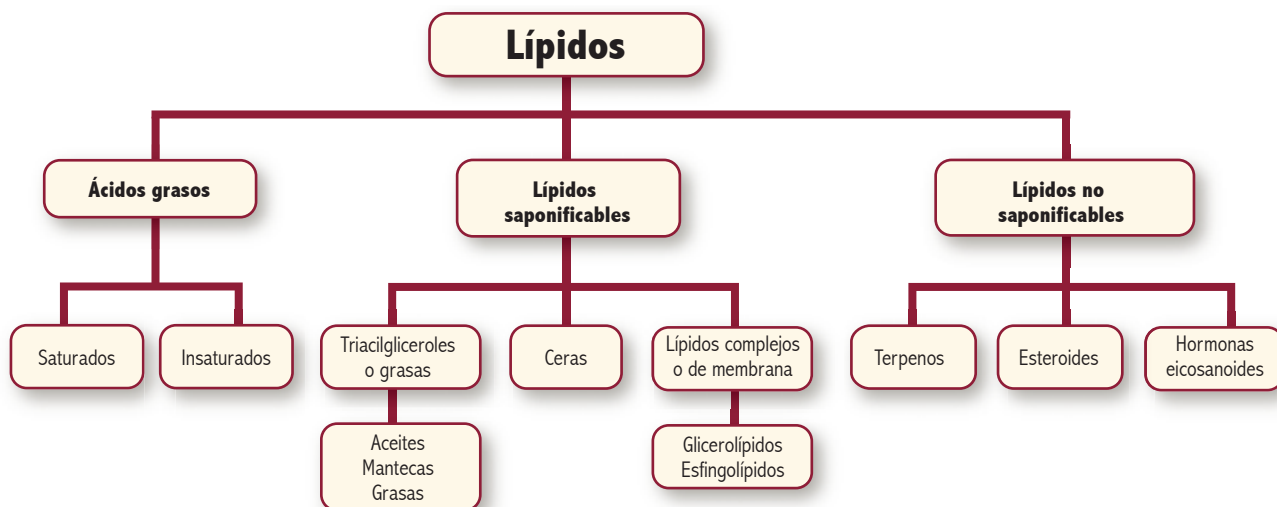 Lípidos
Ácidos grasos
Lípidos
saponificables
Lípidos no
saponificables
Saturados
Insaturados
Triacilgliceroles
o grasas
Ceras
Lípidos complejos
o de membrana
Terpenos
Esteroides
Hormonas
eicosanoides
Aceites
Mantecas
Grasas
Glicerolípidos
Esfingolípidos